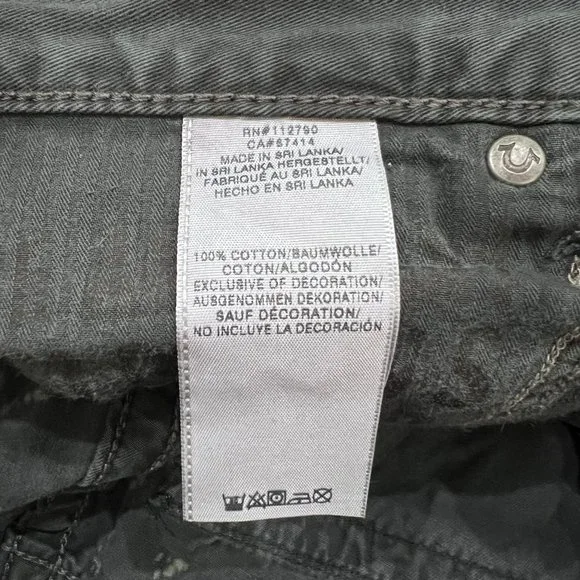 RN#112790
CA#67414
MADE IN SRI LANKA/
IN SRI LANKA HERGESTELLT/
FABRIQUÉ AU SRI LANKA/
HECHO EN SRI LANKA
100% COTTON/BAUMWOLLE/
COTON/ALGODÓN
EXCLUSIVE OF DECORATION/
AUSGENOMMEN DEKORATION/
SAUF DÉCORATION/
NO INCLUYE LA DECORACIÓN